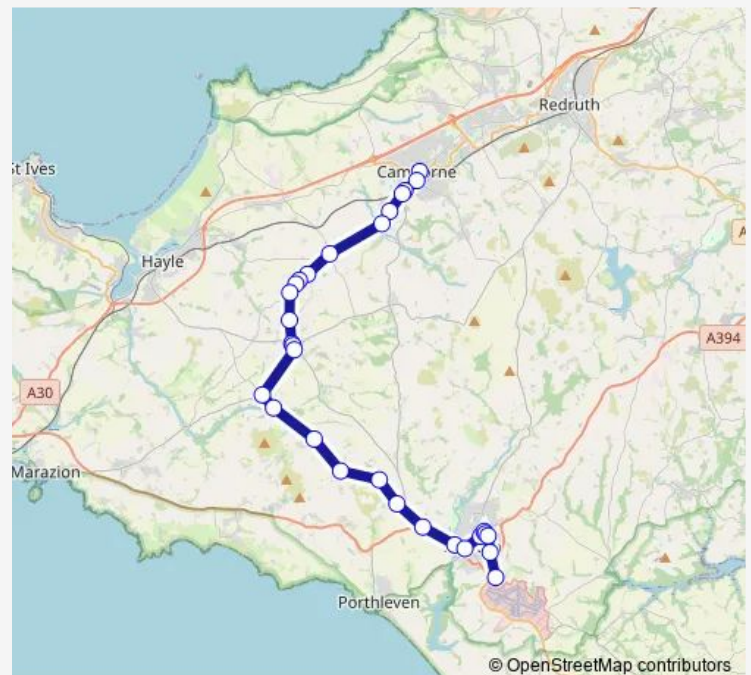 Redruth
St Ives
Camborne
Hayle
A394
A30
Marazion
Porthleven
© OpenStreetMap contributors